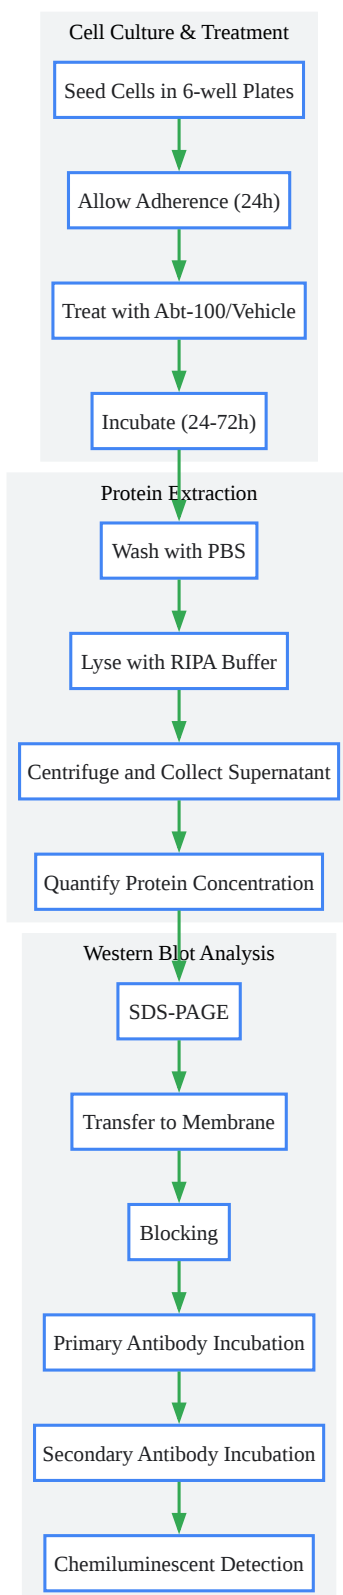 Cell Culture & Treatment
Seed Cells in 6-well Plates
Allow Adherence (24h)
Treat with Abt-100/Vehicle
Incubate (24-72h)
Protein Extraction
Wash with PBS
Lyse with RIPA Buffer
Centrifuge and Collect Supernatant
Quantify Protein Concentration
Western Blot Analysis
SDS-PAGE
Transfer to Membrane
Blocking
Primary Antibody Incubation
Secondary Antibody Incubation
Chemiluminescent Detection